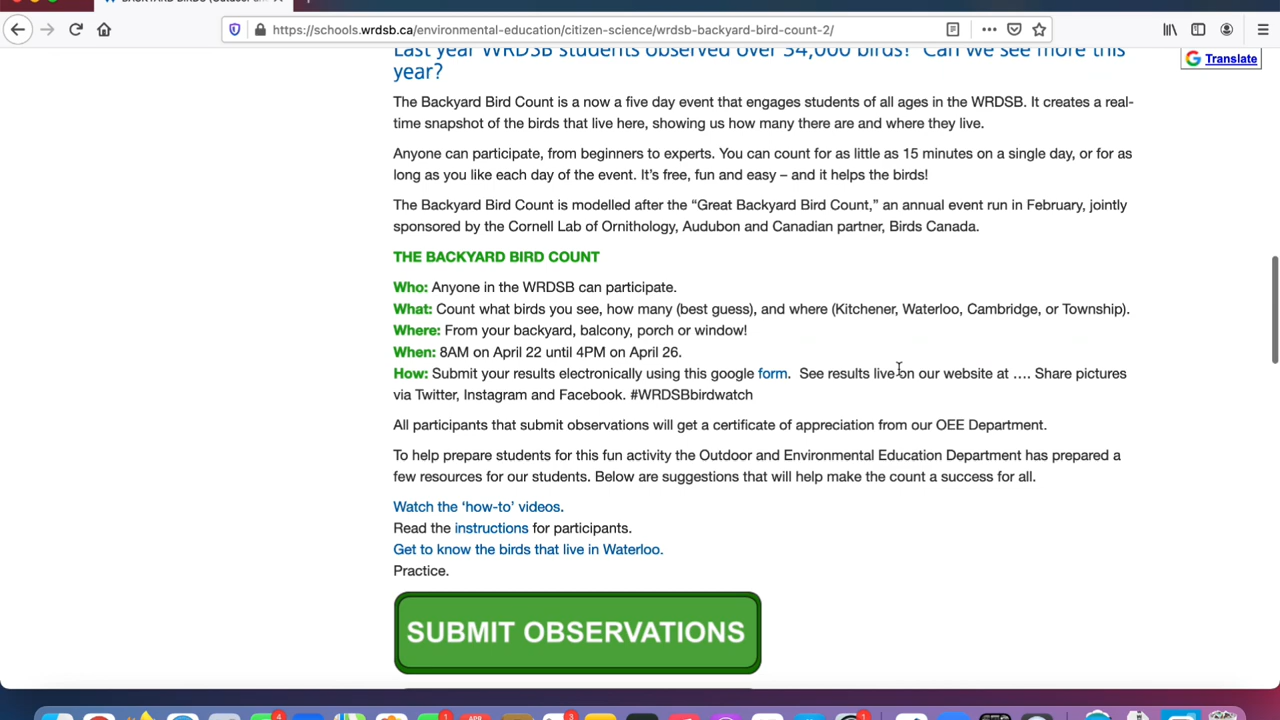 BACKYARD BIRDS (Outdoor an
https://schools.wrdsb.ca/environmental-education/citizen-science/wrdsb-backyard-bird-count-2/
Last year WRDSB students observed over 34,000 birds! Can we see more this
year?
Translate
The Backyard Bird Count is a now a five day event that engages students of all ages in the WRDSB. It creates a real-
time snapshot of the birds that live here, showing us how many there are and where they live.
Anyone can participate, from beginners to experts. You can count for as little as 15 minutes on a single day, or for as
long as you like each day of the event. It's free, fun and easy – and it helps the birds!
The Backyard Bird Count is modelled after the “Great Backyard Bird Count,” an annual event run in February, jointly
sponsored by the Cornell Lab of Ornithology, Audubon and Canadian partner, Birds Canada.
THE BACKYARD BIRD COUNT
Who: Anyone in the WRDSB can participate.
What: Count what birds you see, how many (best guess), and where (Kitchener, Waterloo, Cambridge, or Township).
Where: From your backyard, balcony, porch or window!
When: 8AM on April 22 until 4PM on April 26.
How: Submit your results electronically using this google form. See results live on our website at …. Share pictures
via Twitter, Instagram and Facebook. #WRDSBbirdwatch
All participants that submit observations will get a certificate of appreciation from our OEE Department.
To help prepare students for this fun activity the Outdoor and Environmental Education Department has prepared a
few resources for our students. Below are suggestions that will help make the count a success for all.
Watch the ‘how-to’ videos.
Read the instructions for participants.
Get to know the birds that live in Waterloo.
Practice.
SUBMIT OBSERVATIONS
4
1
APR
3
1